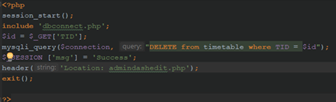 <?php
session_start();
include 'dbconnect.php';
$id = $_GET['TID'];
mysqli_query($connection, query: "DELETE from timetable where TID = $id");
$_SESSION ['msg'] = 'Success';
header( string: 'Location: admindashedit.php');
exit();
?>